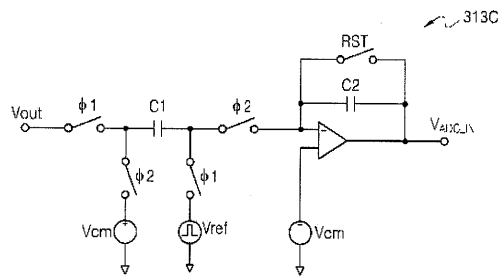 313C
RST
Vout
ϕ1
C1
ϕ2
C2
VADC_IN
ϕ2
ϕ1
Vcm
Vref
Vcm